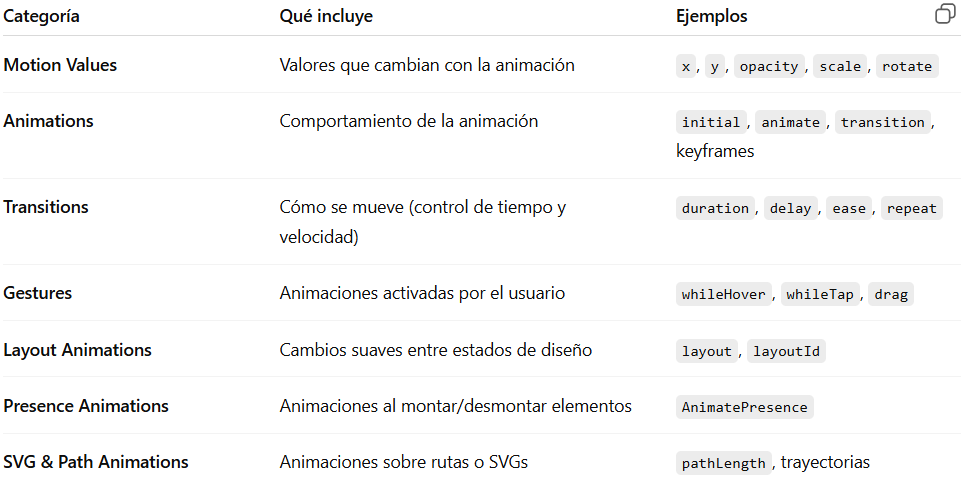 Categoría Qué incluye Ejemplos
Motion Values Valores que cambian con la animación x, y, opacity, scale, rotate
Animations Comportamiento de la animación initial, animate, transition,
keyframes
Transitions Cómo se mueve (control de tiempo y duration, delay, ease, repeat
velocidad)
Gestures Animaciones activadas por el usuario whileHover, whileTap, drag
Layout Animations Cambios suaves entre estados de diseño layout, layoutId
Presence Animations Animaciones al montar/desmontar elementos AnimatePresence
SVG & Path Animations Animaciones sobre rutas o SVGs pathLength, trayectorias